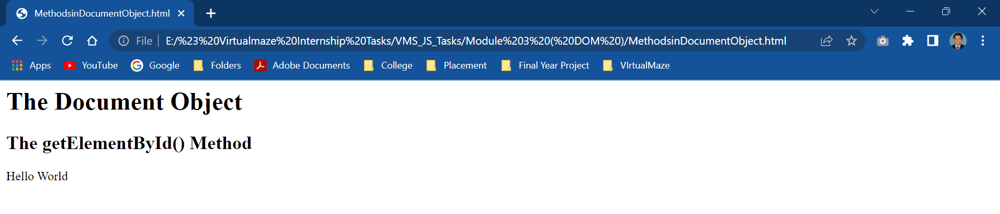 MethodsinDocumentObject.html
File E:/%23%20Virtualmaze%20Internship%20Tasks/VMS_JS_Tasks/Module%203%20(%20DOM%20)/MethodsinDocumentObject.html
Apps YouTube Google Folders Adobe Documents College Placement Final Year Project VIrtualMaze
The Document Object
The getElementById() Method
Hello World